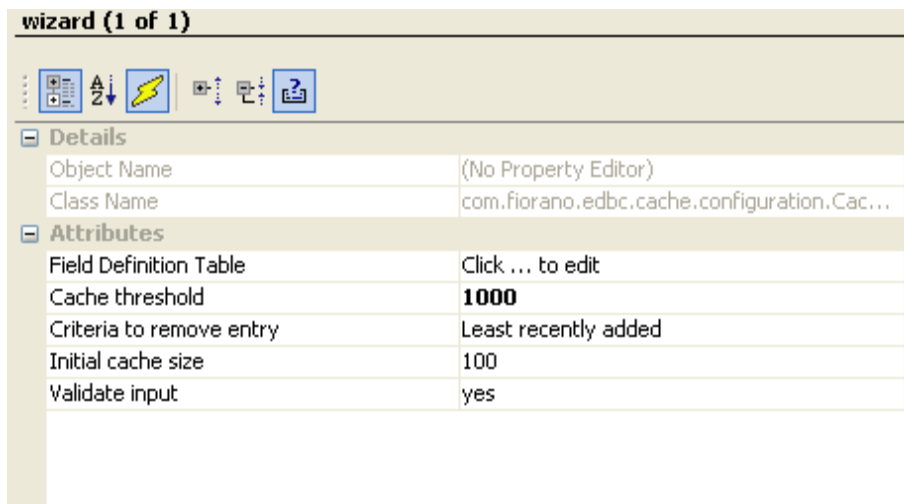 wizard (1 of 1)
Details
Object Name (No Property Editor)
Class Name com.fiorano.edbc.cache.configuration.Cac...
Attributes
Field Definition Table Click ... to edit
Cache threshold 1000
Criteria to remove entry Least recently added
Initial cache size 100
Validate input yes